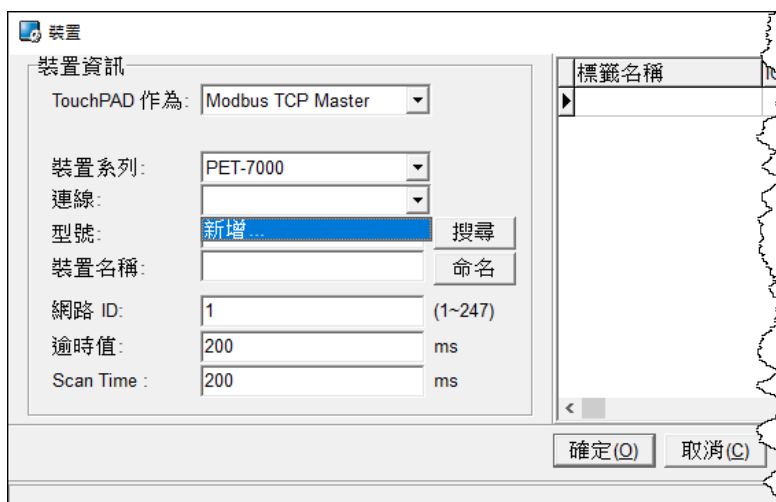 裝置
裝置資訊
TouchPAD 作為: Modbus TCP Master
裝置系列: PET-7000
連線:
新增...
型號: 搜尋
裝置名稱: 命名
網路 ID: 1 (1~247)
逾時值: 200 ms
Scan Time : 200 ms
標籤名稱
確定(O) 取消(C)